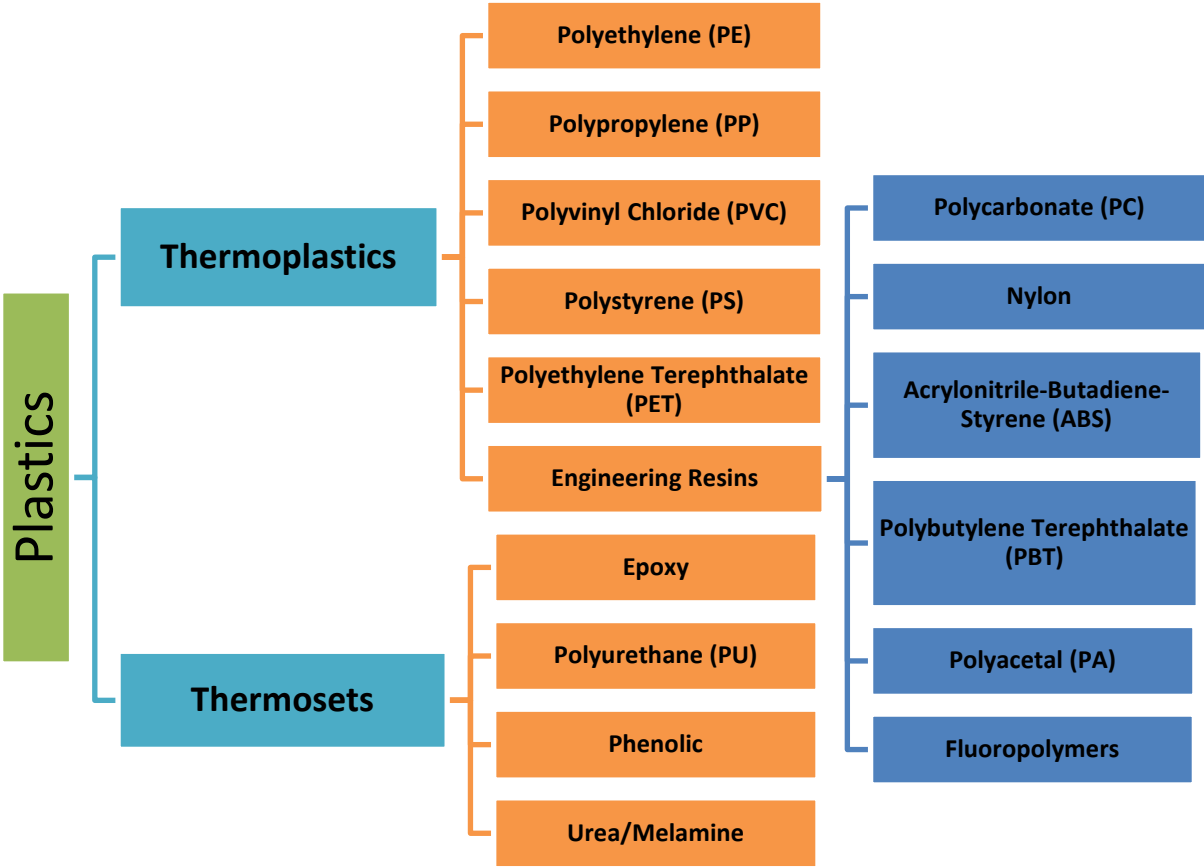 Plastics
Thermoplastics
Polyethylene (PE)
Polypropylene (PP)
Polyvinyl Chloride (PVC)
Polystyrene (PS)
Polyethylene Terephthalate
(PET)
Engineering Resins
Polycarbonate (PC)
Nylon
Acrylonitrile-Butadiene-
Styrene (ABS)
Polybutylene Terephthalate
(PBT)
Polyacetal (PA)
Fluoropolymers
Thermosets
Epoxy
Polyurethane (PU)
Phenolic
Urea/Melamine